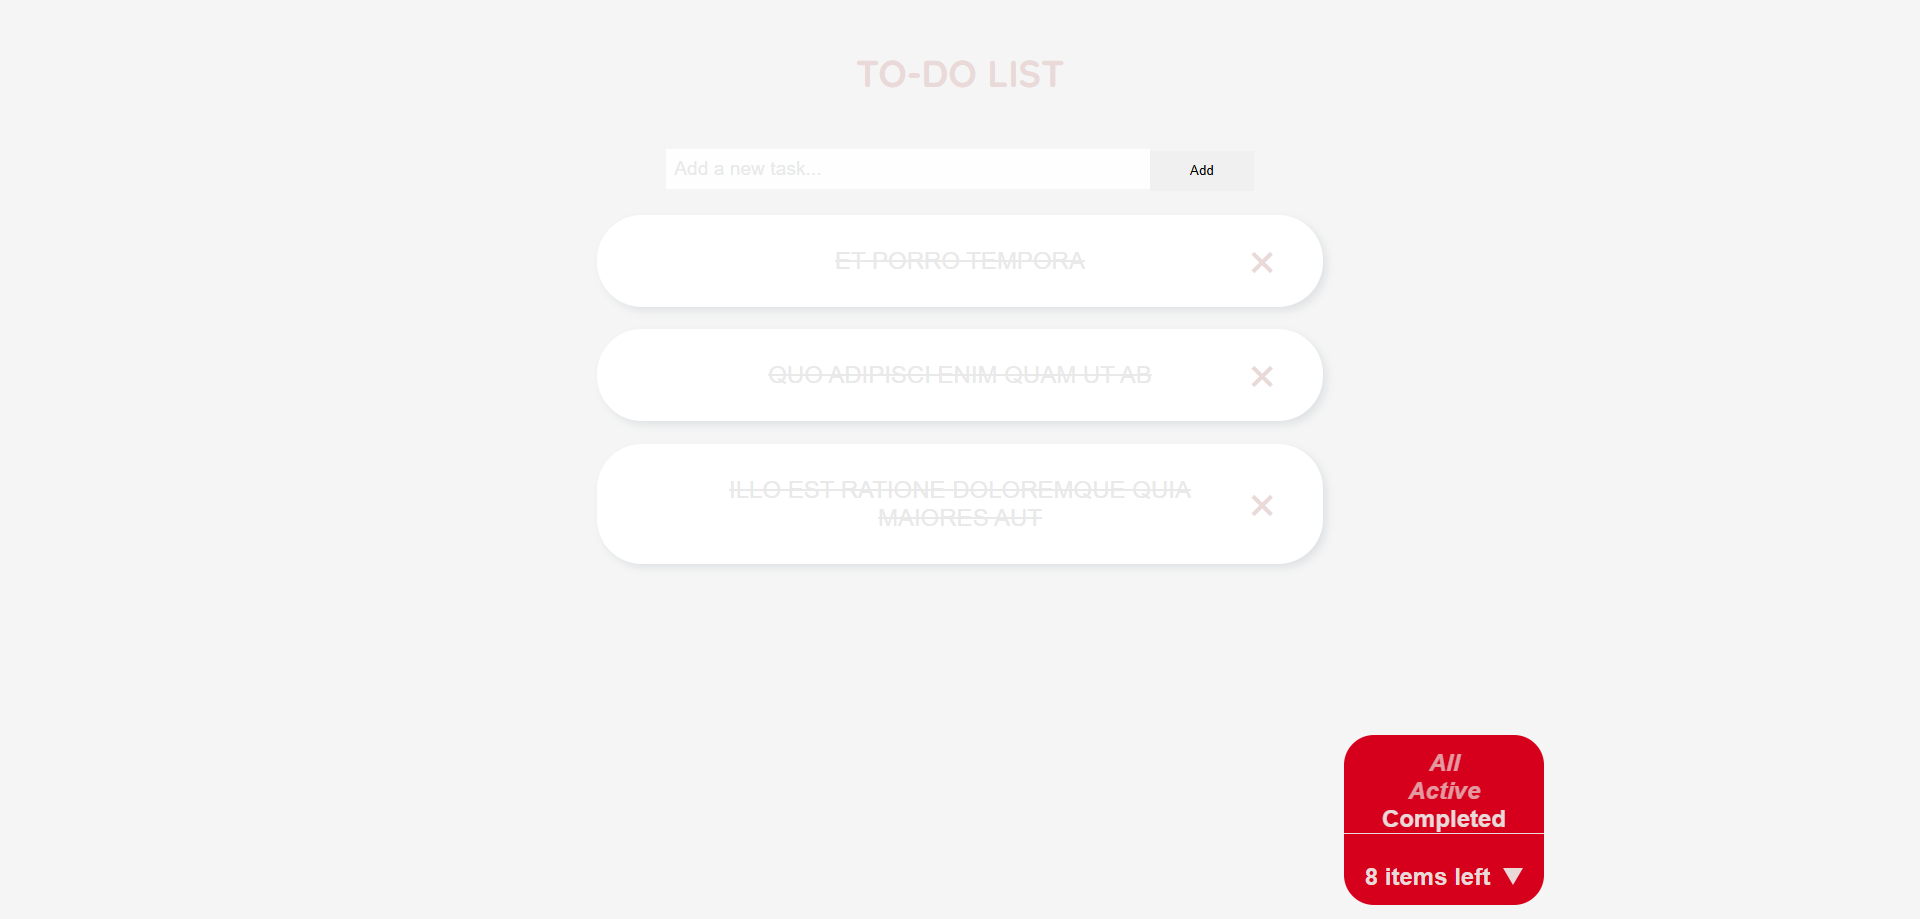 TO-DO LIST
Add a new task...
Add
ET PORRO TEMPORA
QUO ADIPISCI ENIM QUAM UT AB
ILLO EST RATIONE DOLOREMQUE QUIA
MAIORES AUT
All
Active
Completed
8 items left